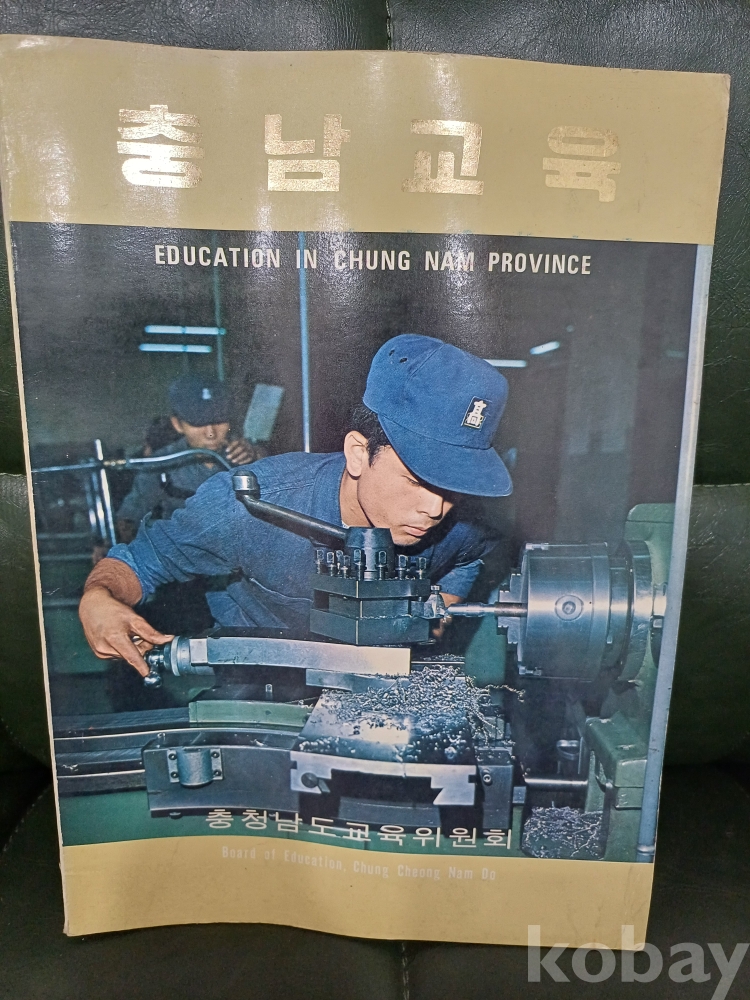 충남교육
EDUCATION IN CHUNG NAM PROVINCE
충청남도교육위원회
Board of Education, Chung Cheong Nam Do
kobay